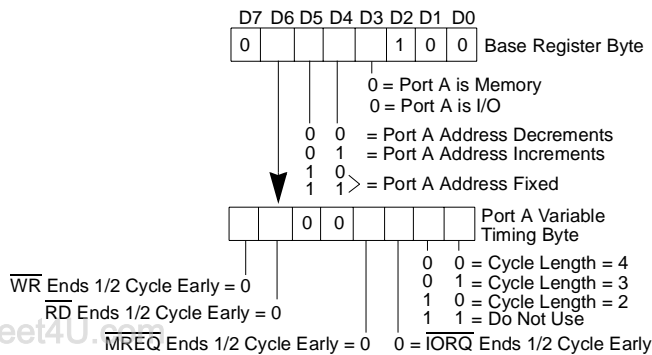 D7 D6 D5 D4 D3 D2 D1 D0
0 1 0 0 Base Register Byte
0 = Port A is Memory
0 = Port A is I/O
0 0 = Port A Address Decrements
0 1 = Port A Address Increments
1 0
1 1 > = Port A Address Fixed
0 0 Port A Variable
Timing Byte
0 0 = Cycle Length = 4
WR Ends 1/2 Cycle Early = 0 0 1 = Cycle Length = 3
RD Ends 1/2 Cycle Early = 0 1 0 = Cycle Length = 2
1 1 = Do Not Use
eet4U.com
MREQ Ends 1/2 Cycle Early = 0 0 = IORQ Ends 1/2 Cycle Early